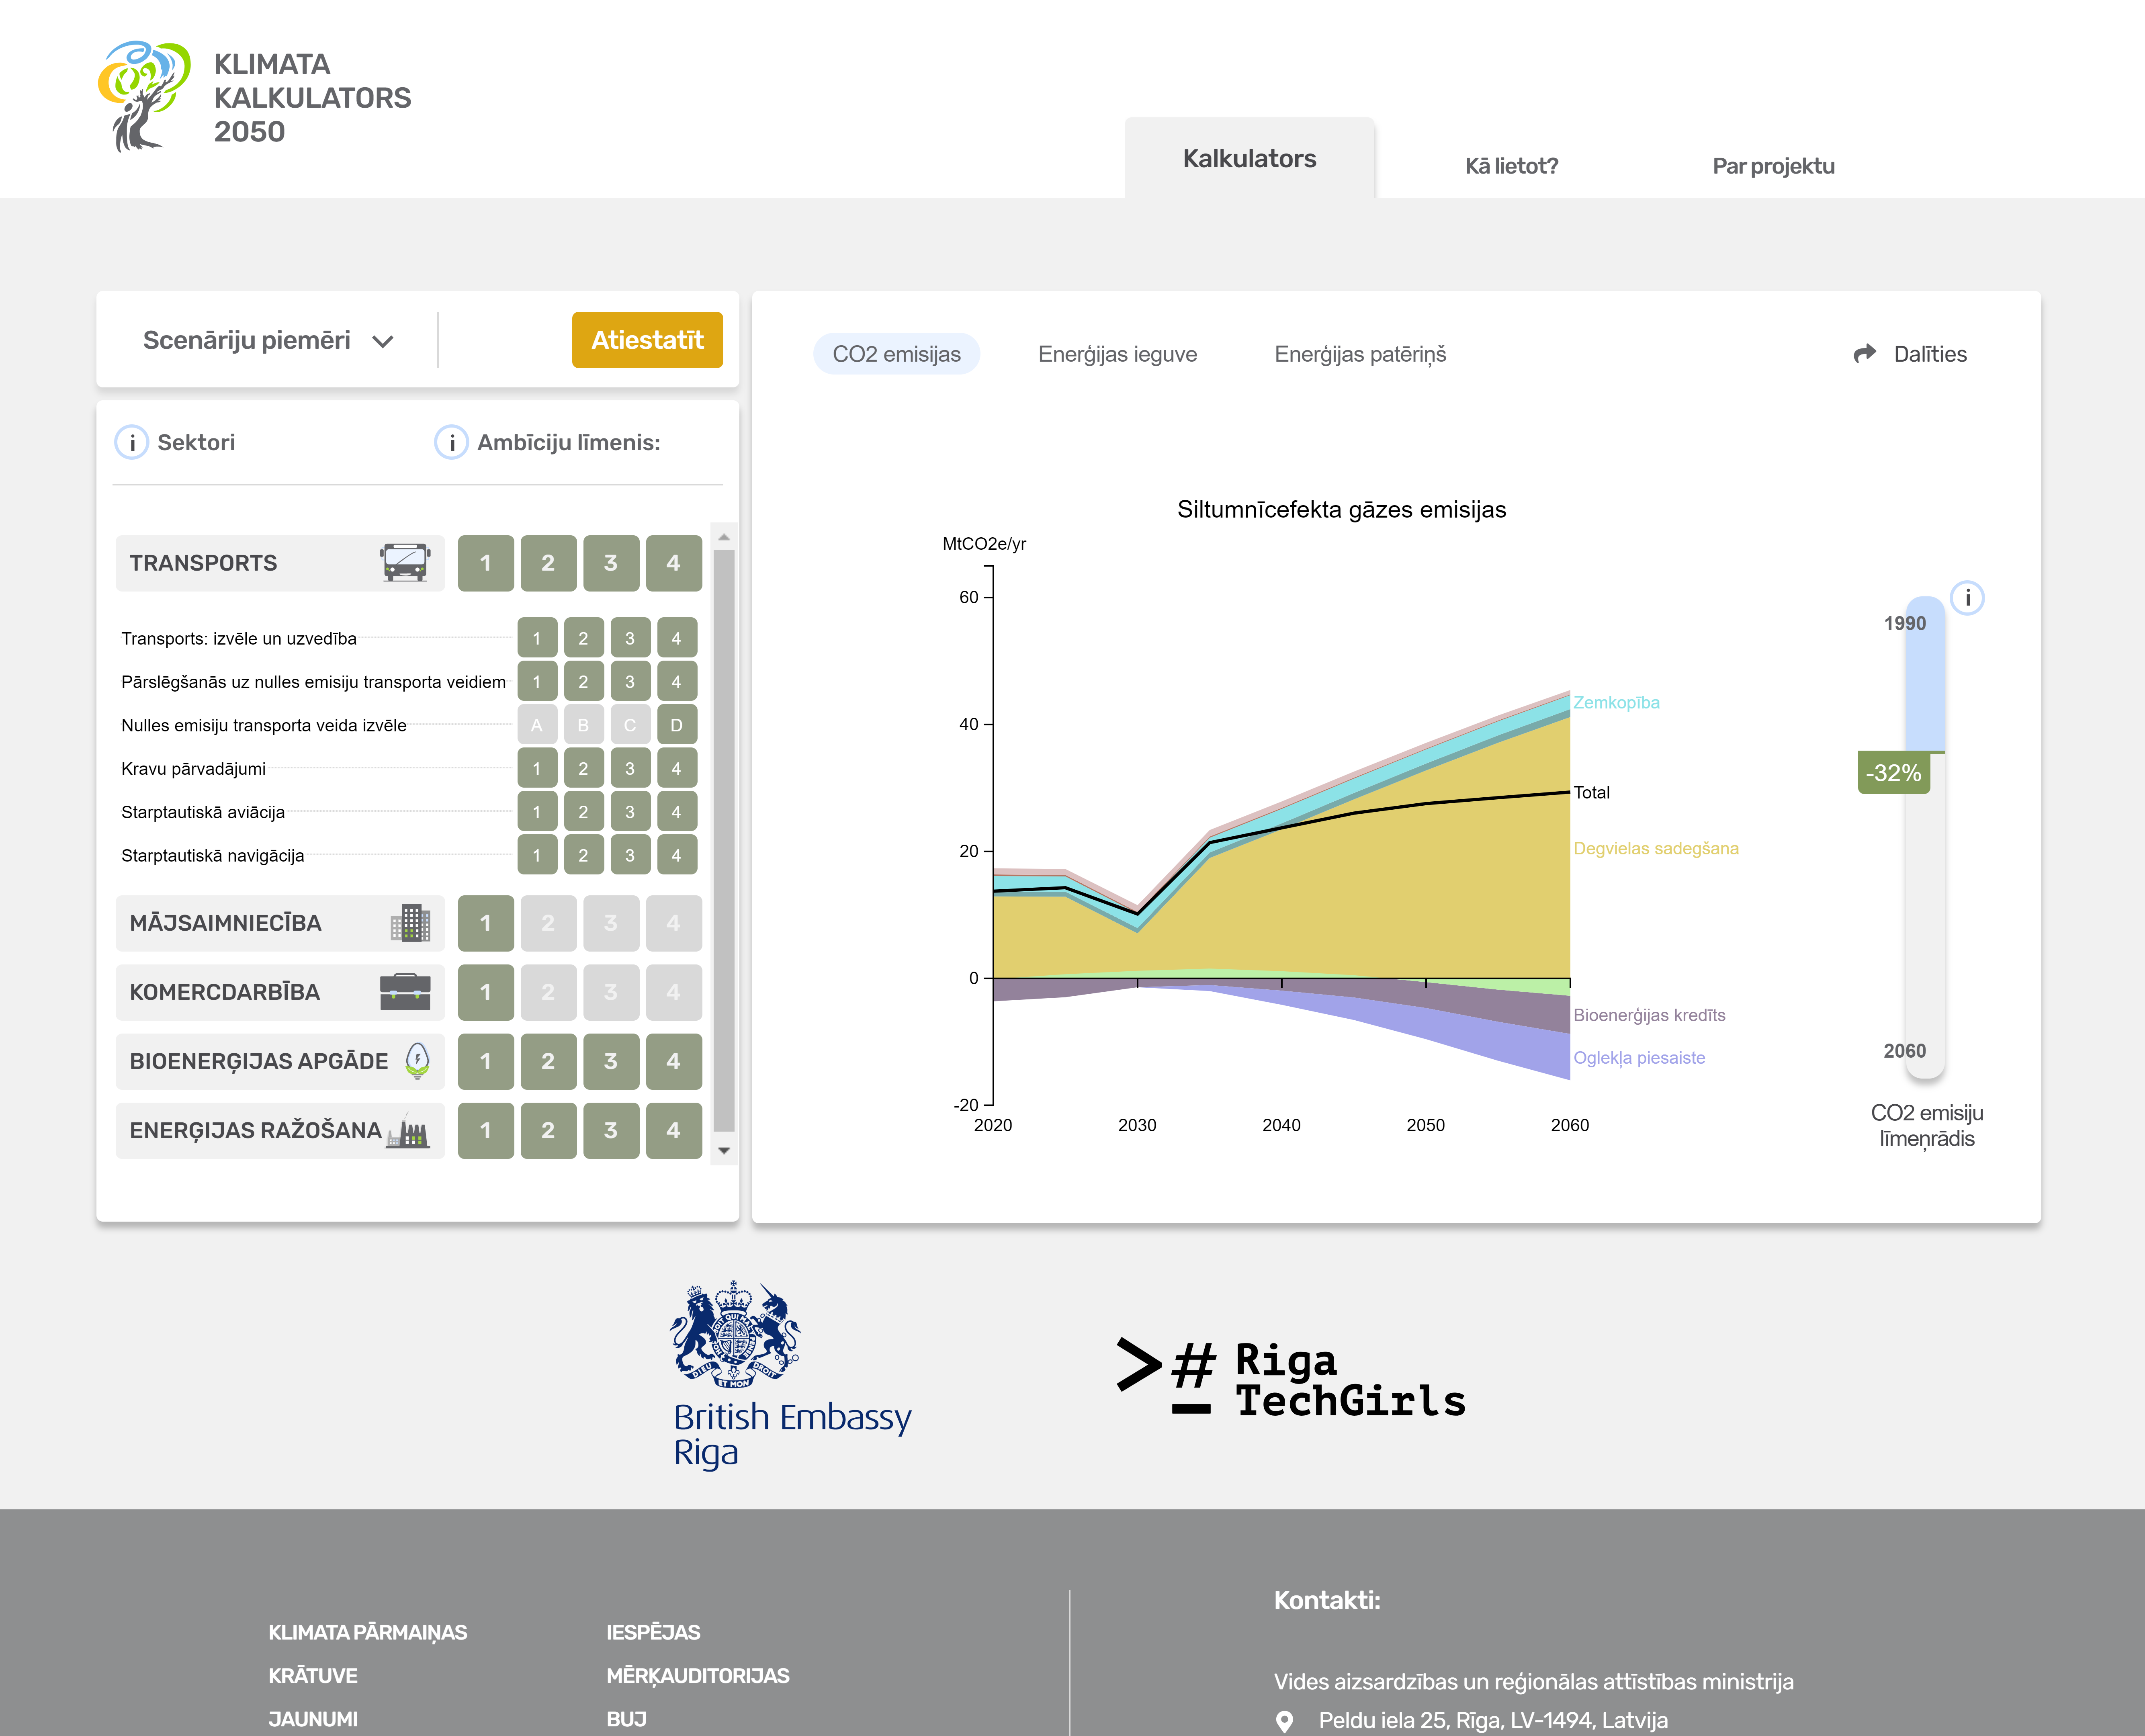 KLIMATA
KALKULATORS
2050
Kalkulators
Kā lietot?
Par projektu
Scenāriju piemēri
Atiestatīt
i Sektori
i Ambīciju līmenis:
TRANSPORTS 1 2 3 4
Transports: izvēle un uzvedība 1 2 3 4
Pārslēgšanās uz nulles emisiju transporta veidiem 1 2 3 4
Nulles emisiju transporta veida izvēle A B C D
Kravu pārvadājumi 1 2 3 4
Starptautiskā aviācija 1 2 3 4
Starptautiskā navigācija 1 2 3 4
MĀJSAIMNIECĪBA 1 2 3 4
KOMERCDARBĪBA 1 2 3 4
BIOENERĢIJAS APGĀDE 1 2 3 4
ENERĢIJAS RAŽOŠANA 1 2 3 4
CO2 emisijas
Enerģijas ieguve
Enerģijas patēriņš
Dalīties
Siltumnīcefekta gāzes emisijas
MtCO2e/yr
60
40
20
0
-20
2020 2030 2040 2050 2060
Zemkopība
Total
Degvielas sadegšana
Bioenerģijas kredīts
Oglekļa piesaiste
i
1990
-32%
2060
CO2 emisiju
līmeņrādis
DIEU ET MON DROIT
British Embassy
Riga
>#_ Riga
TechGirls
KLIMATA PĀRMAIŅAS
KRĀTUVE
JAUNUMI
IESPĒJAS
MĒRĶAUDITORIJAS
BUJ
Kontakti:
Vides aizsardzības un reģionālas attīstības ministrija
Peldu iela 25, Rīga, LV-1494, Latvija